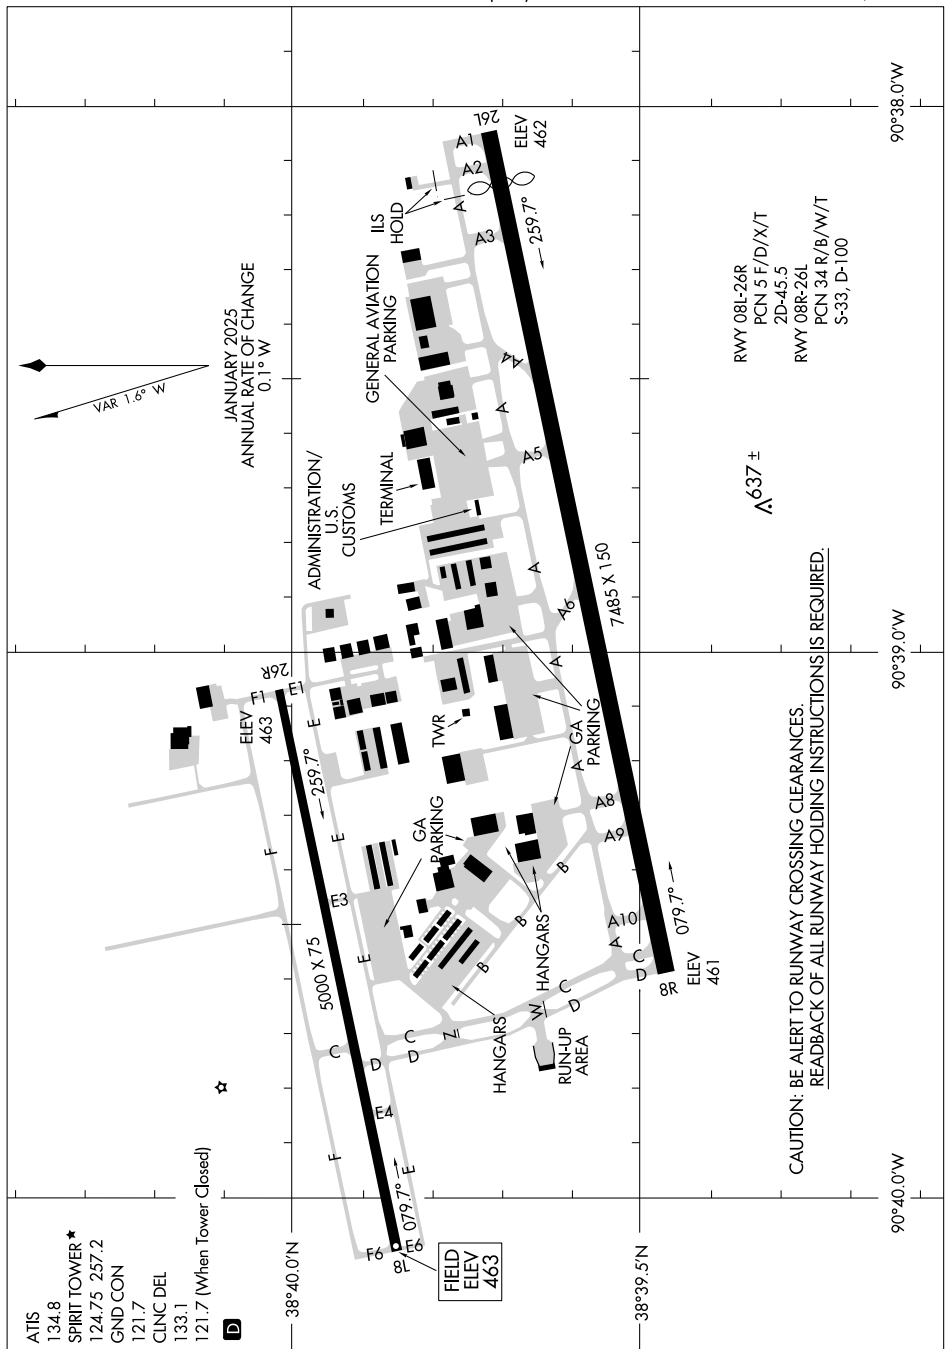 ATIS
134.8
SPIRIT TOWER★
124.75 257.2
GND CON
121.7
CLNC DEL
133.1
121.7 (When Tower Closed)
D
JANUARY 2025
ANNUAL RATE OF CHANGE
0.1° W
VAR 1.6° W
38°40.0'N
38°39.5'N
90°40.0'W
90°39.0'W
90°38.0'W
FIELD
ELEV
463
8L
F6
E6
079.7°
E
F
E4
D
C
5000 X 75
E3
E
F
E
259.7°
E
ELEV
463
F1
E1
26R
C
D
Z
W
C
D
RUN-UP
AREA
HANGARS
HANGARS
B
B
B
GA
PARKING
GA
PARKING
TWR
ADMINISTRATION/
U.S.
CUSTOMS
TERMINAL
GENERAL AVIATION
PARKING
ILS
HOLD
8R
ELEV
461
C
D
079.7°
A
A10
A9
A8
A
A
A6
A
7485 X 150
A5
A
A4
A3
A
A2
A1
259.7°
26L
ELEV
462
RWY 08L-26R
PCN 5 F/D/X/T
2D-45.5
RWY 08R-26L
PCN 34 R/B/W/T
S-33, D-100
637 ±
CAUTION: BE ALERT TO RUNWAY CROSSING CLEARANCES.
READBACK OF ALL RUNWAY HOLDING INSTRUCTIONS IS REQUIRED.